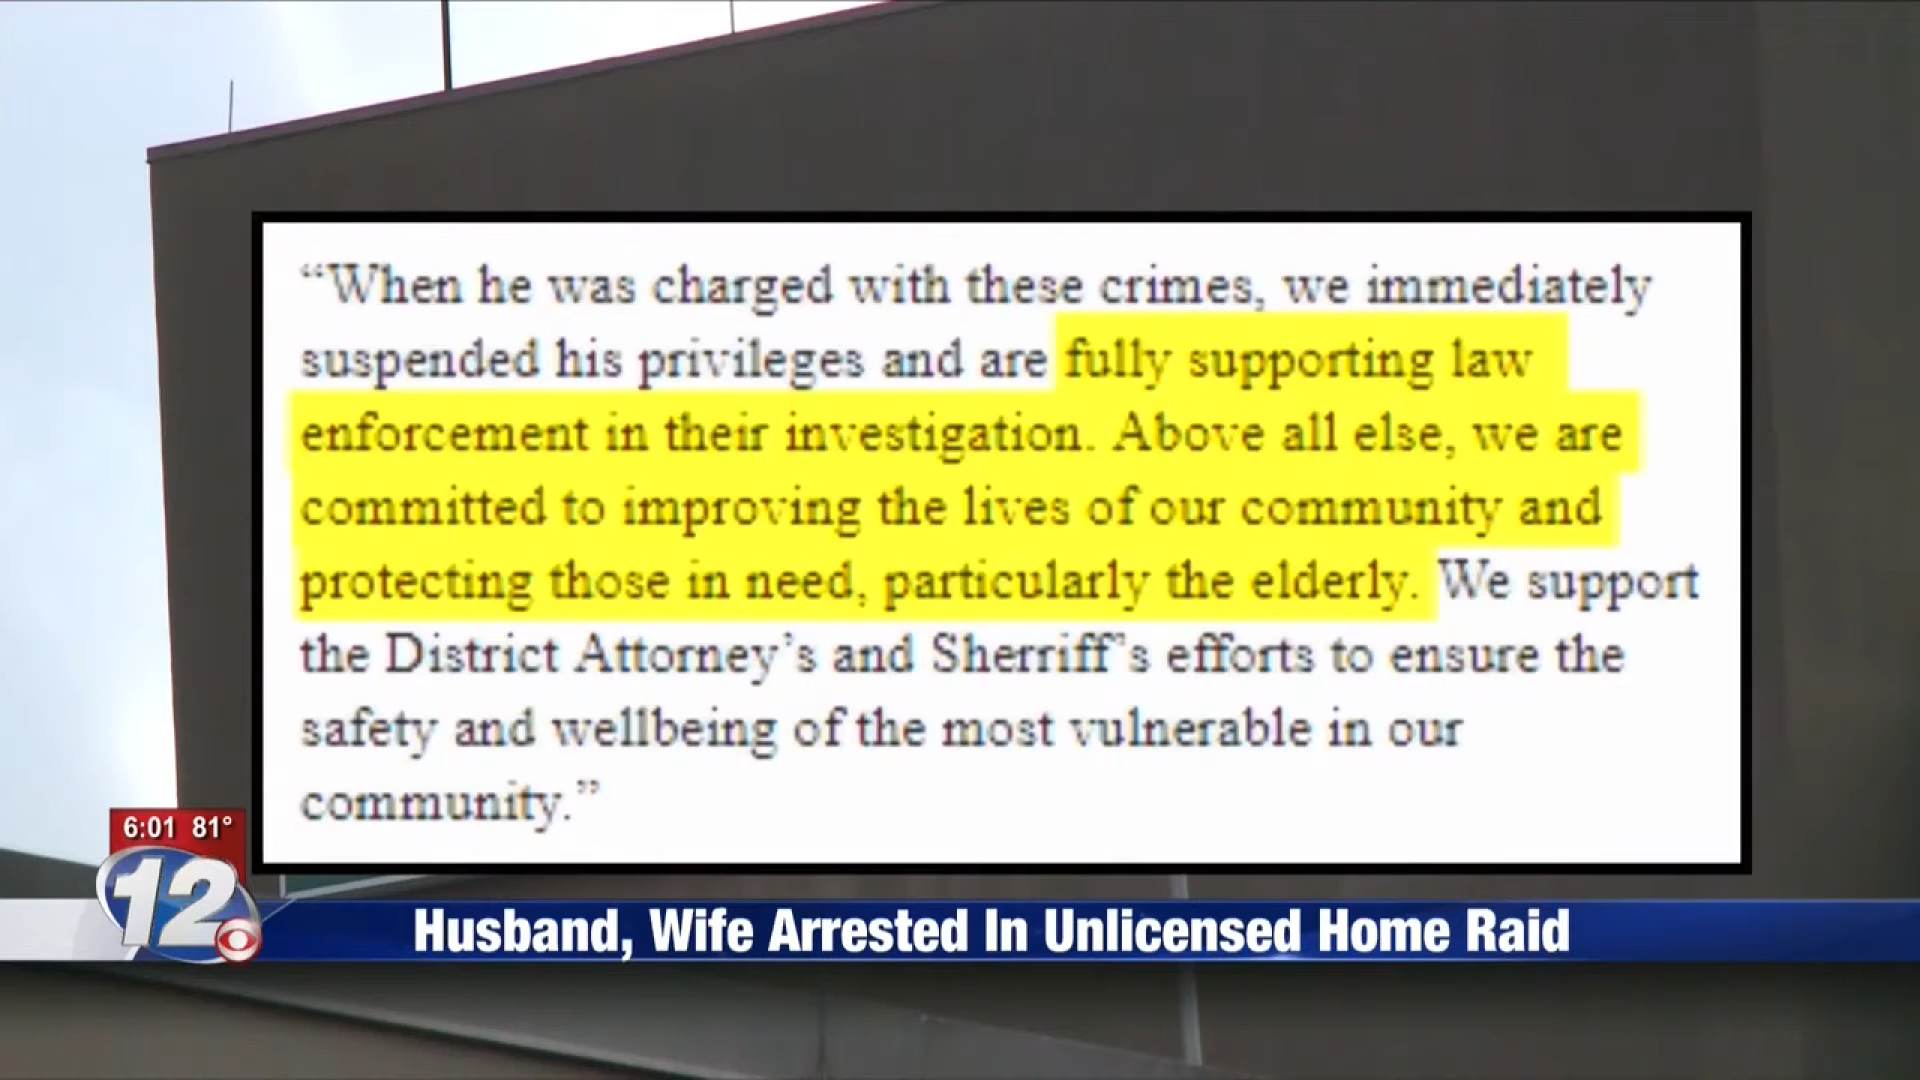 “When he was charged with these crimes, we immediately
suspended his privileges and are fully supporting law
enforcement in their investigation. Above all else, we are
committed to improving the lives of our community and
protecting those in need, particularly the elderly. We support
the District Attorney’s and Sherriff’s efforts to ensure the
safety and wellbeing of the most vulnerable in our
community.”
6:01 81°
12
Husband, Wife Arrested In Unlicensed Home Raid